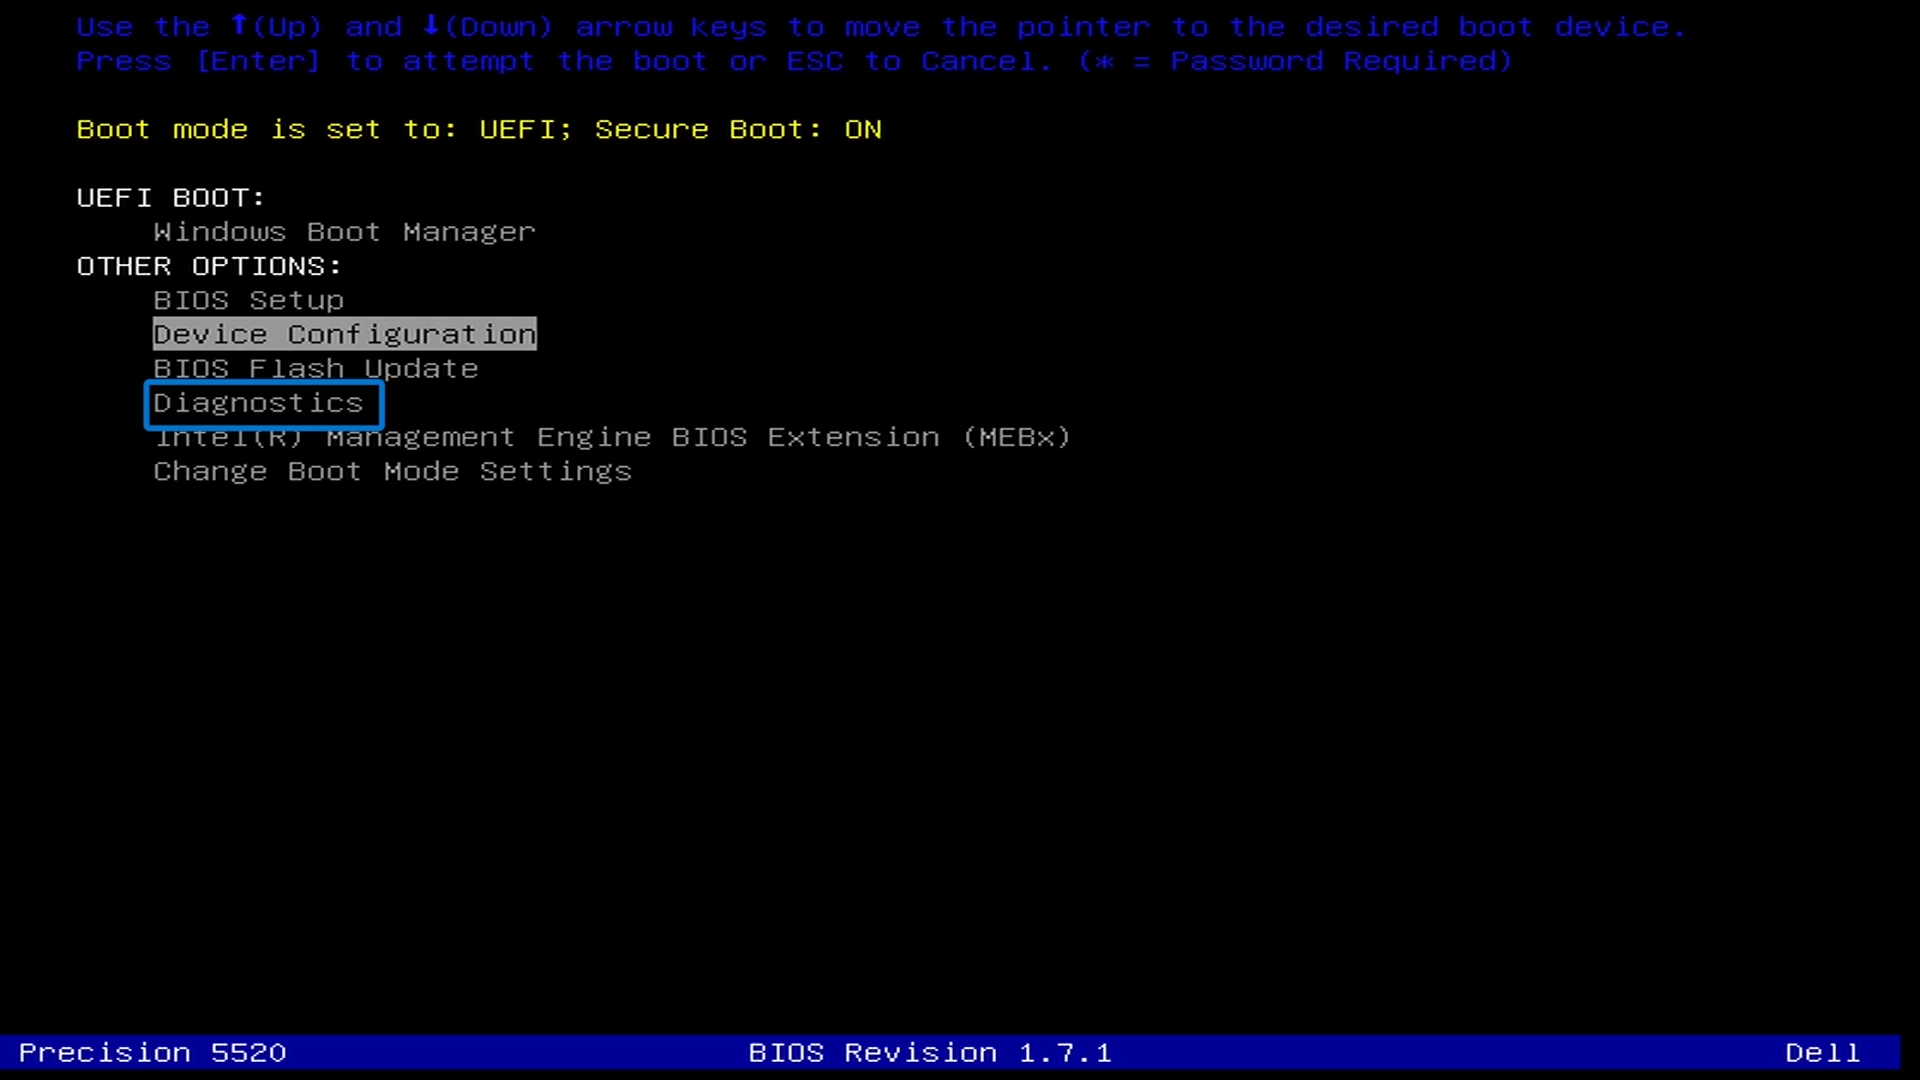 Use the ↑(Up) and ↓(Down) arrow keys to move the pointer to the desired boot device.
Press [Enter] to attempt the boot or ESC to Cancel. (* = Password Required)
Boot mode is set to: UEFI; Secure Boot: ON
UEFI BOOT:
Windows Boot Manager
OTHER OPTIONS:
BIOS Setup
Device Configuration
BIOS Flash Update
Diagnostics
Intel(R) Management Engine BIOS Extension (MEBx)
Change Boot Mode Settings
Precision 5520 BIOS Revision 1.7.1 Dell